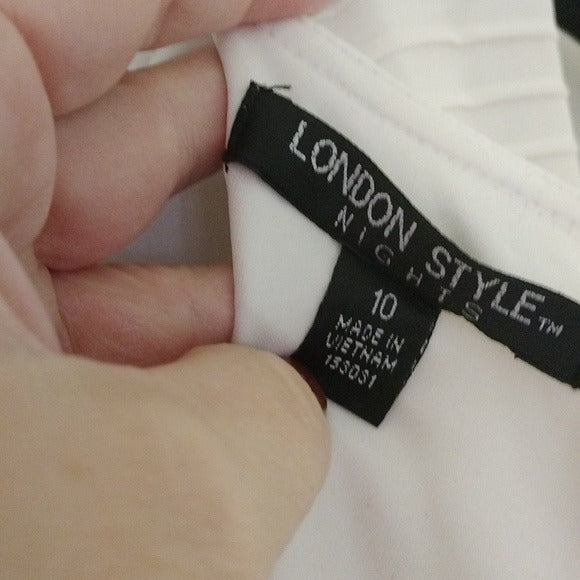 LONDON STYLE™
NIGHTS
10
MADE IN
VIETNAM
153031